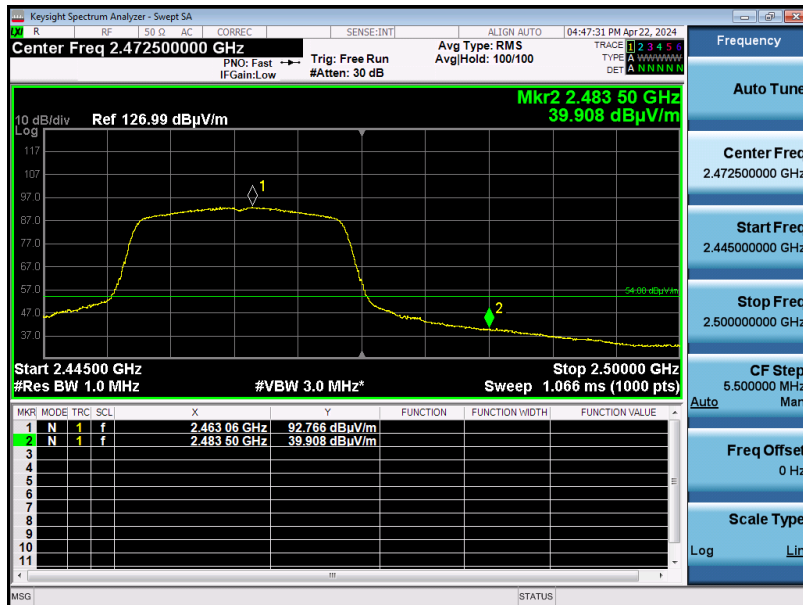 Keysight Spectrum Analyzer - Swept SA
LXI R RF 50 Ω AC CORREC SENSE:INT ALIGN AUTO 04:47:31 PM Apr 22, 2024
Center Freq 2.472500000 GHz
PNO: Fast
IFGain:Low
Trig: Free Run
#Atten: 30 dB
Avg Type: RMS
Avg|Hold: 100/100
TRACE 1 2 3 4 5 6
TYPE A WWWWW
DET A N N N N N
Mkr2 2.483 50 GHz
39.908 dBµV/m
10 dB/div Ref 126.99 dBµV/m
Log
117
107
97.0
87.0
77.0
67.0
57.0
47.0
37.0
1
2
54.00 dBµV/m
Start 2.44500 GHz Stop 2.50000 GHz
#Res BW 1.0 MHz #VBW 3.0 MHz* Sweep 1.066 ms (1000 pts)
MKR MODE TRC SCL X Y FUNCTION FUNCTION WIDTH FUNCTION VALUE
1 N 1 f 2.463 06 GHz 92.766 dBµV/m
2 N 1 f 2.483 50 GHz 39.908 dBµV/m
3
4
5
6
7
8
9
10
11
MSG STATUS
Frequency
Auto Tune
Center Freq
2.472500000 GHz
Start Freq
2.445000000 GHz
Stop Freq
2.500000000 GHz
CF Step
5.500000 MHz
Auto Man
Freq Offset
0 Hz
Scale Type
Log Lin